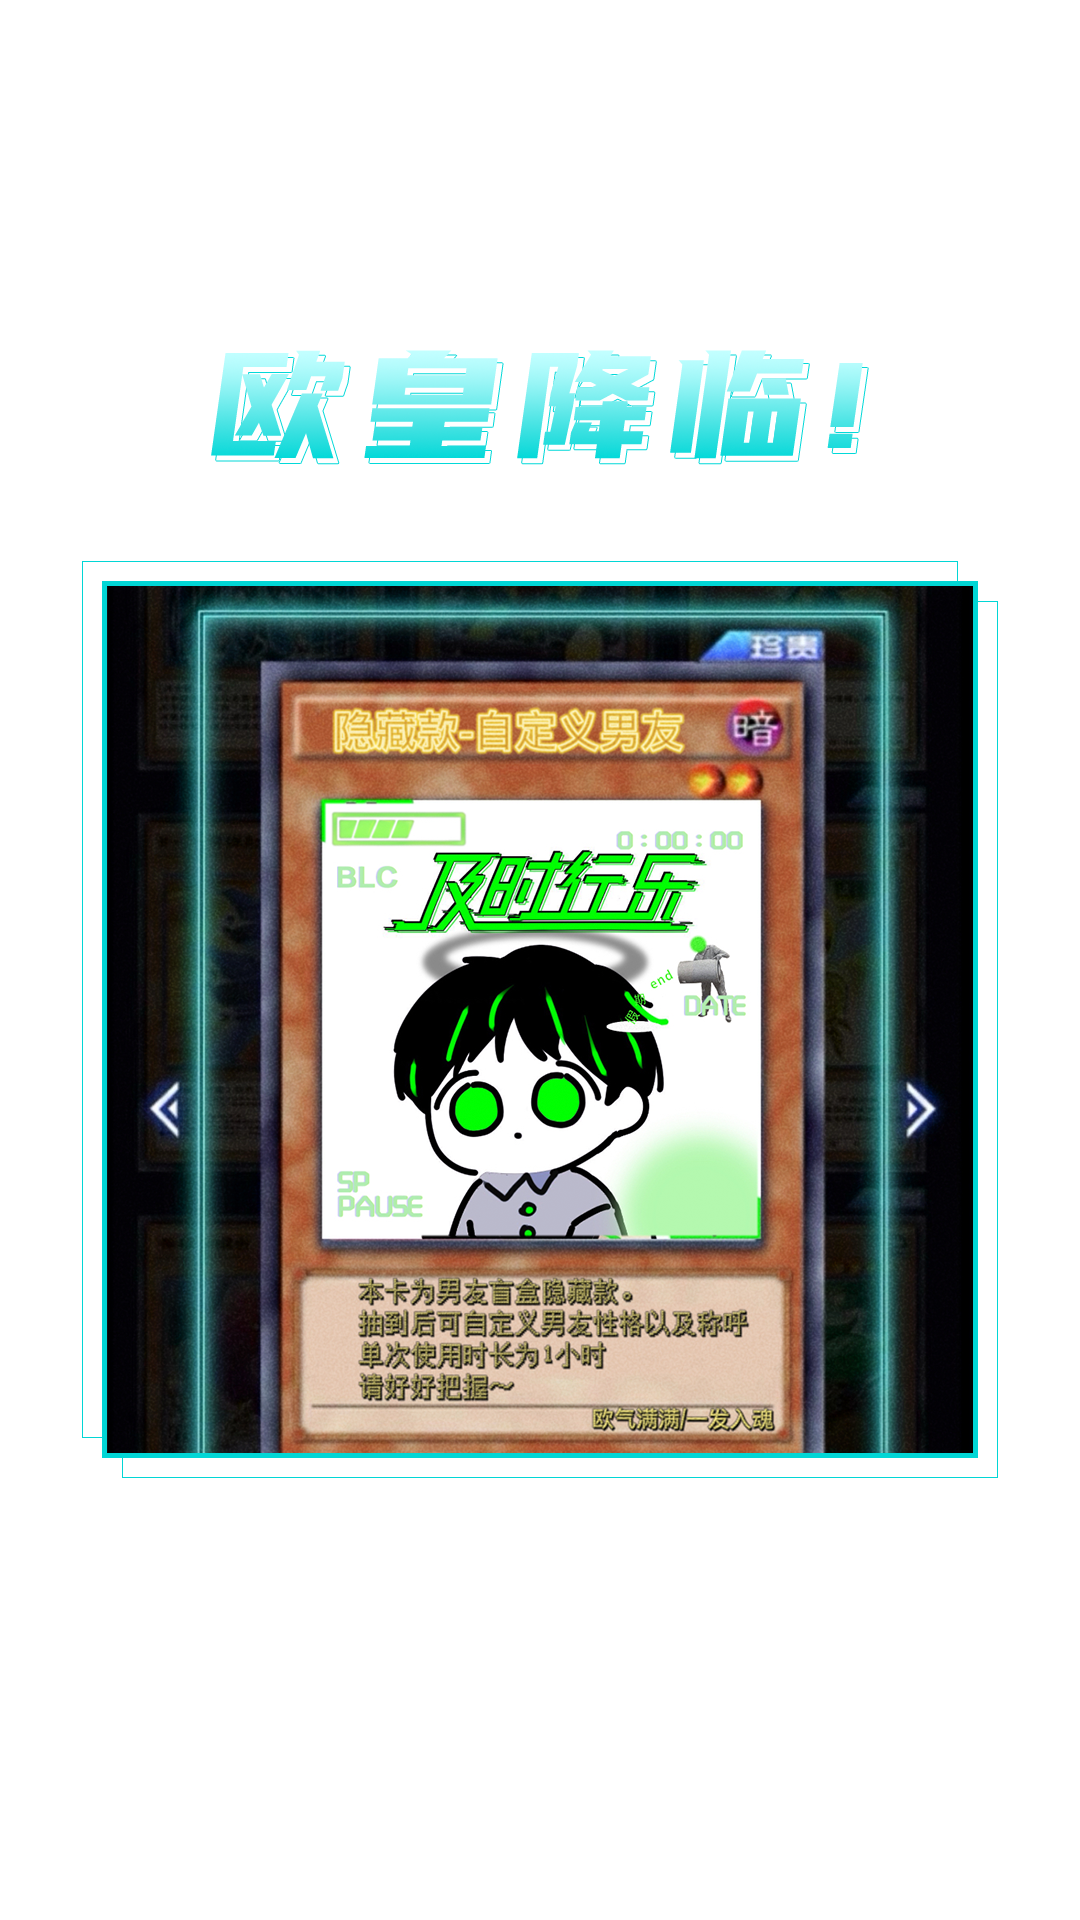 欧皇降临!
珍贵
隐藏款-自定义男友
暗
0:00:00
BLC
及时行乐
end
DATE
SP
PAUSE
本卡为男友盲盒隐藏款。
抽到后可自定义男友性格以及称呼
单次使用时长为1小时
请好好把握～
欧气满满/一发入魂